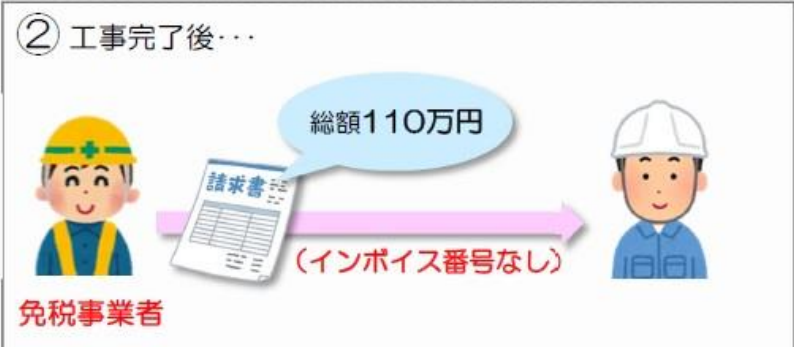 ② 工事完了後･･･
総額110万円
請求書
(インボイス番号なし)
免税事業者